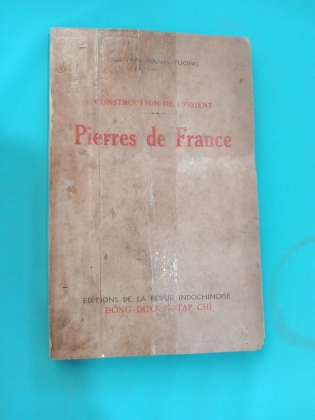 NGUYEN MANH TUONG
CONSTRUCTION DE L'ORIENT
Pierres de France
EDITIONS DE LA REVUE INDOCHINOISE
ĐÔNG-DƯƠNG TẠP CHÍ